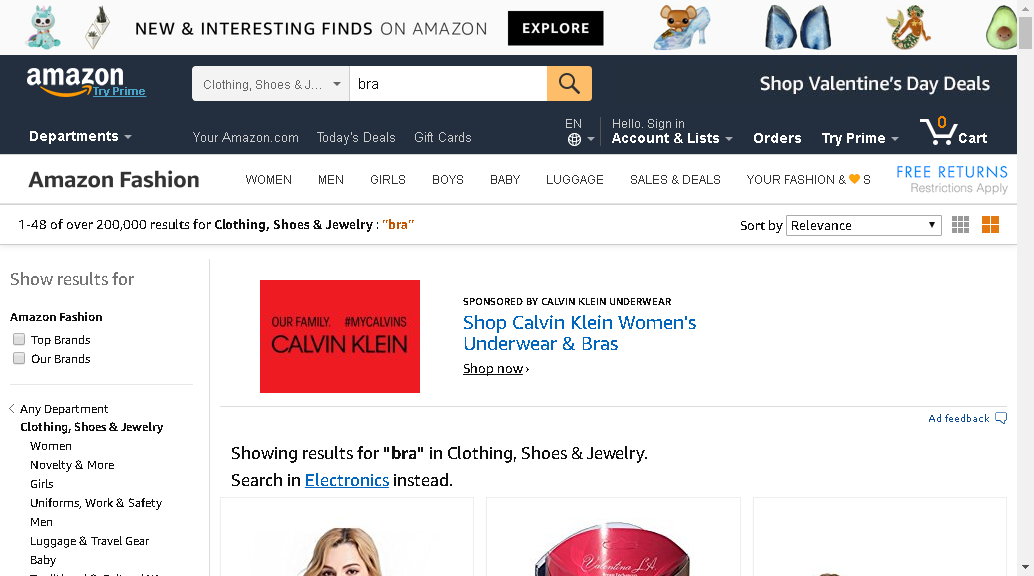 NEW & INTERESTING FINDS ON AMAZON EXPLORE
amazon
Try Prime
Clothing, Shoes & J...
bra
Shop Valentine's Day Deals
Departments
Your Amazon.com Today's Deals Gift Cards
EN
Hello. Sign in
Account & Lists
Orders
Try Prime
0
Cart
Amazon Fashion
WOMEN MEN GIRLS BOYS BABY LUGGAGE SALES & DEALS YOUR FASHION & S
FREE RETURNS
Restrictions Apply
1-48 of over 200,000 results for Clothing, Shoes & Jewelry : "bra"
Sort by Relevance
Show results for
Amazon Fashion
Top Brands
Our Brands
Any Department
Clothing, Shoes & Jewelry
Women
Novelty & More
Girls
Uniforms, Work & Safety
Men
Luggage & Travel Gear
Baby
OUR FAMILY. #MYCALVINS
CALVIN KLEIN
SPONSORED BY CALVIN KLEIN UNDERWEAR
Shop Calvin Klein Women's
Underwear & Bras
Shop now ›
Ad feedback
Showing results for "bra" in Clothing, Shoes & Jewelry.
Search in Electronics instead.
Valentina L.A.